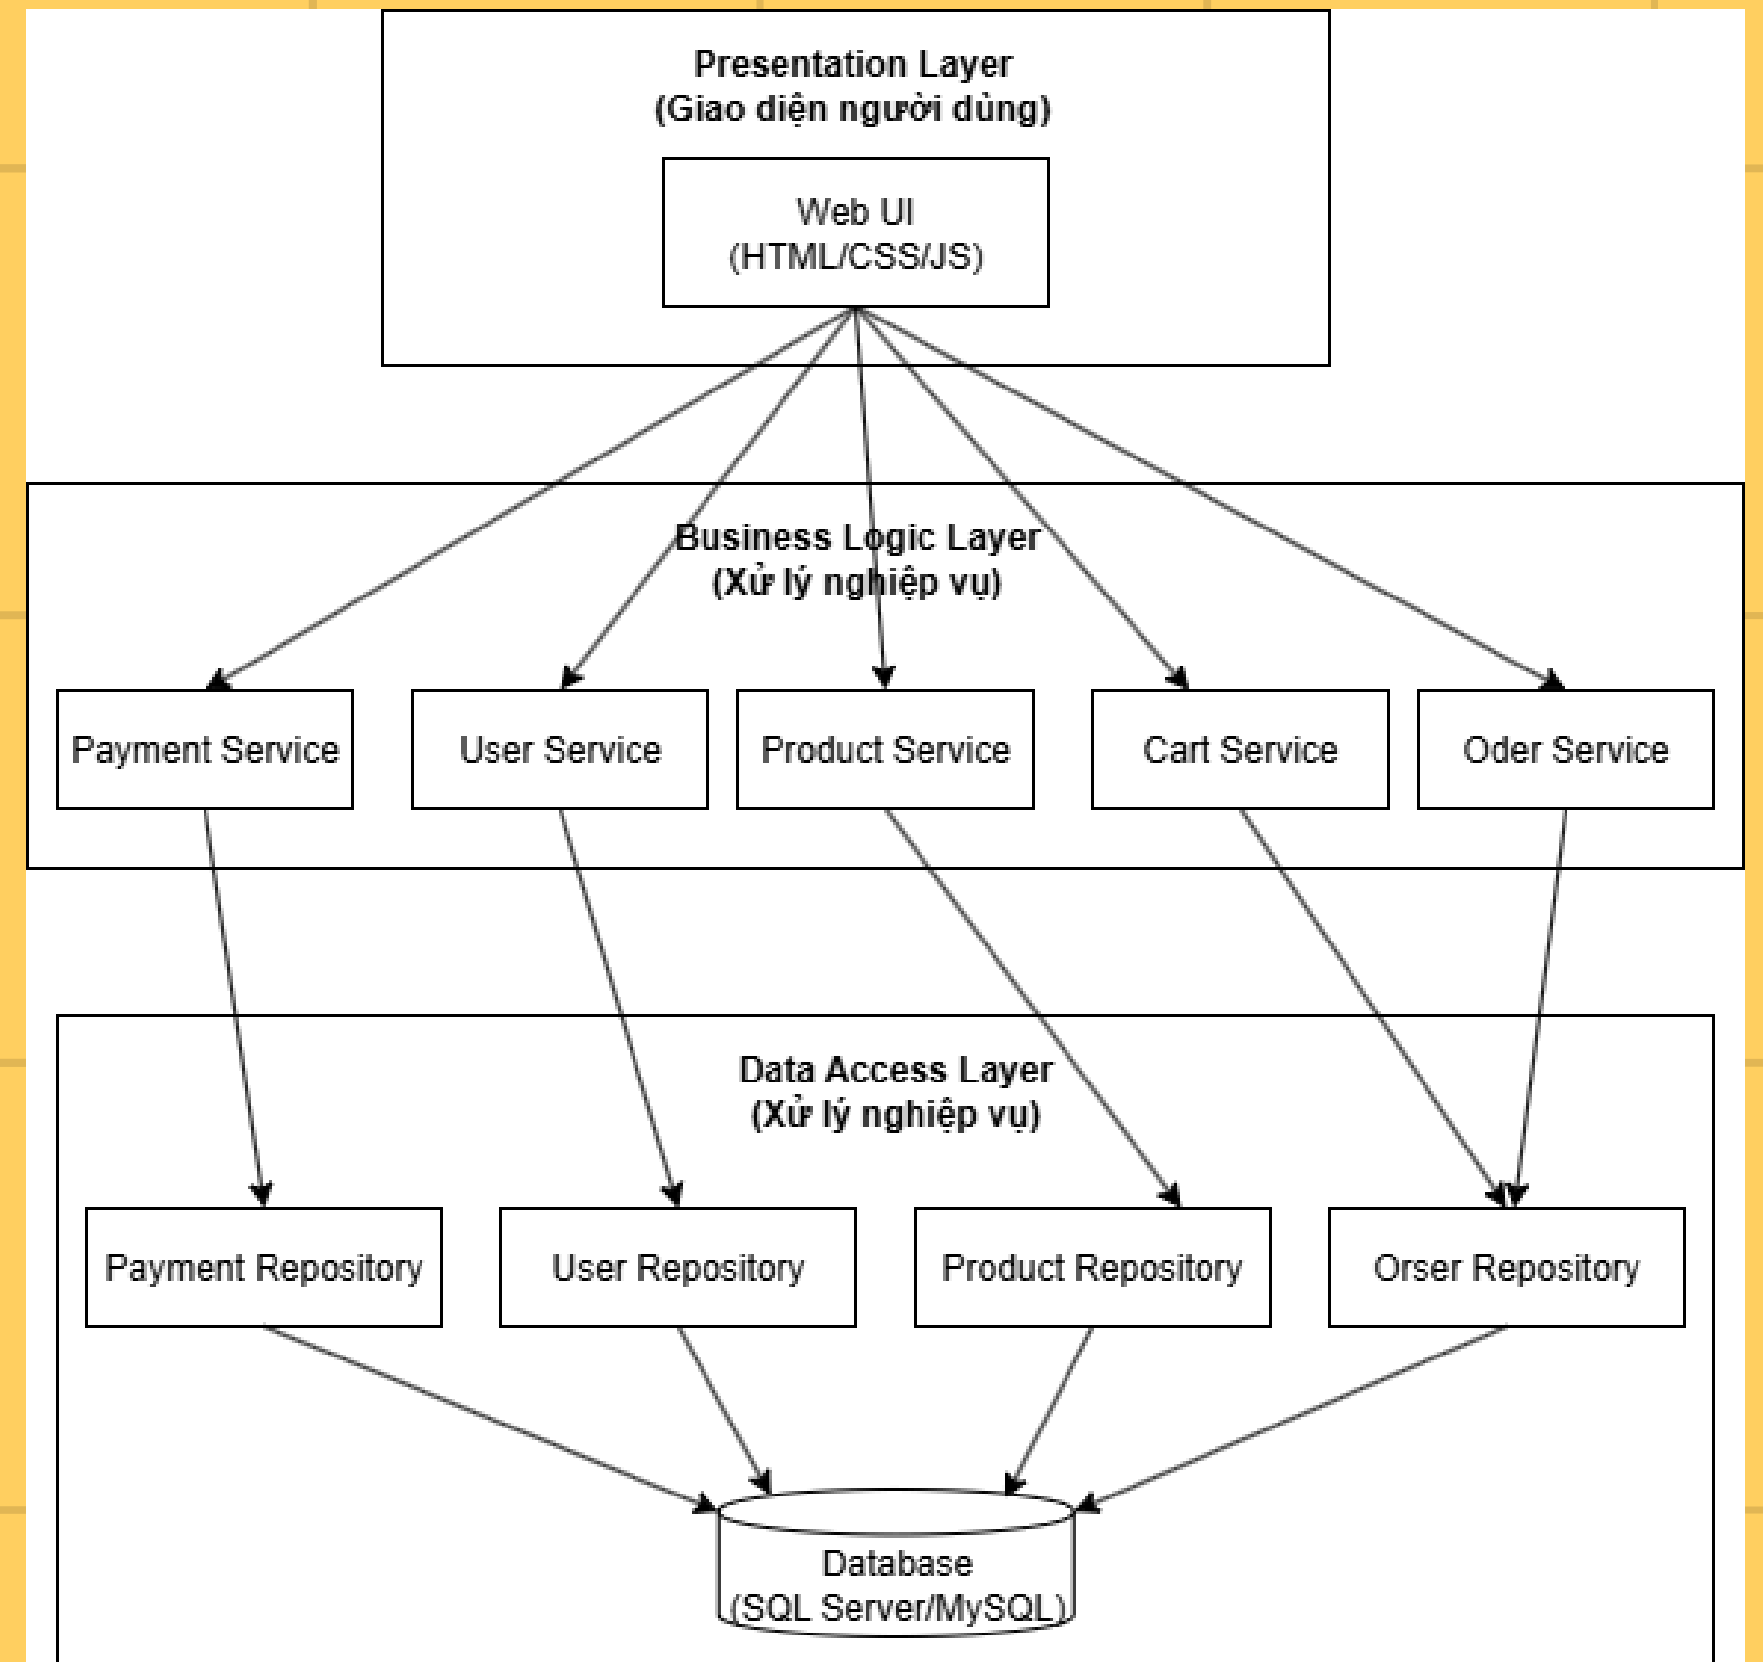 Presentation Layer
(Giao diện người dùng)
Web UI
(HTML/CSS/JS)
Business Logic Layer
(Xử lý nghiệp vụ)
Payment Service
User Service
Product Service
Cart Service
Oder Service
Data Access Layer
(Xử lý nghiệp vụ)
Payment Repository
User Repository
Product Repository
Orser Repository
Database
(SQL Server/MySQL)